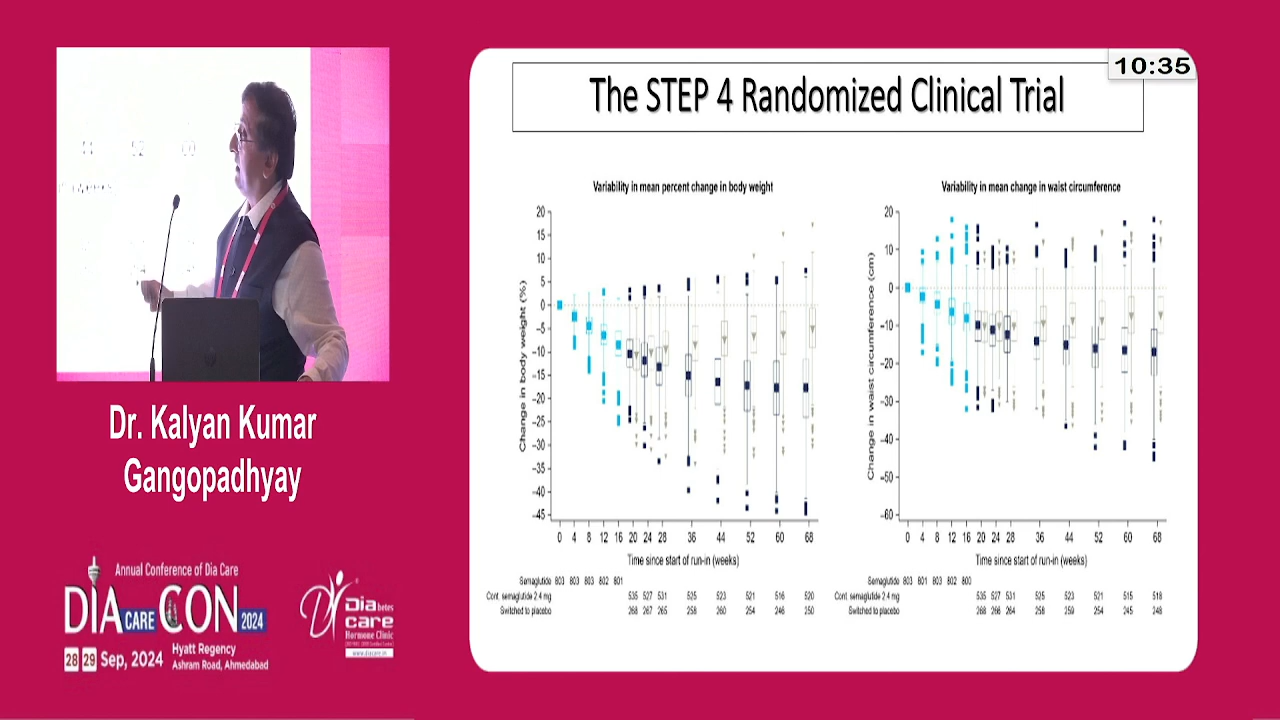 10:35
The STEP 4 Randomized Clinical Trial
Variability in mean percent change in body weight
Change in body weight (%)
20
15
10
5
0
–5
–10
–15
–20
–25
–30
–35
–40
–45
0 4 8 12 16 20 24 28 36 44 52 60 68
Time since start of run-in (weeks)
Semaglutide 803 803 803 802 801
Cont. semaglutide 2.4 mg 535 527 531 525 523 521 516 520
Switched to placebo 268 267 265 258 260 254 246 250
Variability in mean change in waist circumference
Change in waist circumference (cm)
20
10
0
–10
–20
–30
–40
–50
–60
0 4 8 12 16 20 24 28 36 44 52 60 68
Time since start of run-in (weeks)
Semaglutide 803 801 803 802 800
Cont. semaglutide 2.4 mg 535 527 531 525 523 521 515 518
Switched to placebo 268 266 264 258 259 254 245 248
Dr. Kalyan Kumar
Gangopadhyay
Annual Conference of Dia Care
DIA CARE CON 2024
28 29 Sep, 2024
Hyatt Regency
Ashram Road, Ahmedabad
Diabetes
care
Hormone Clinic
www.diacare.in